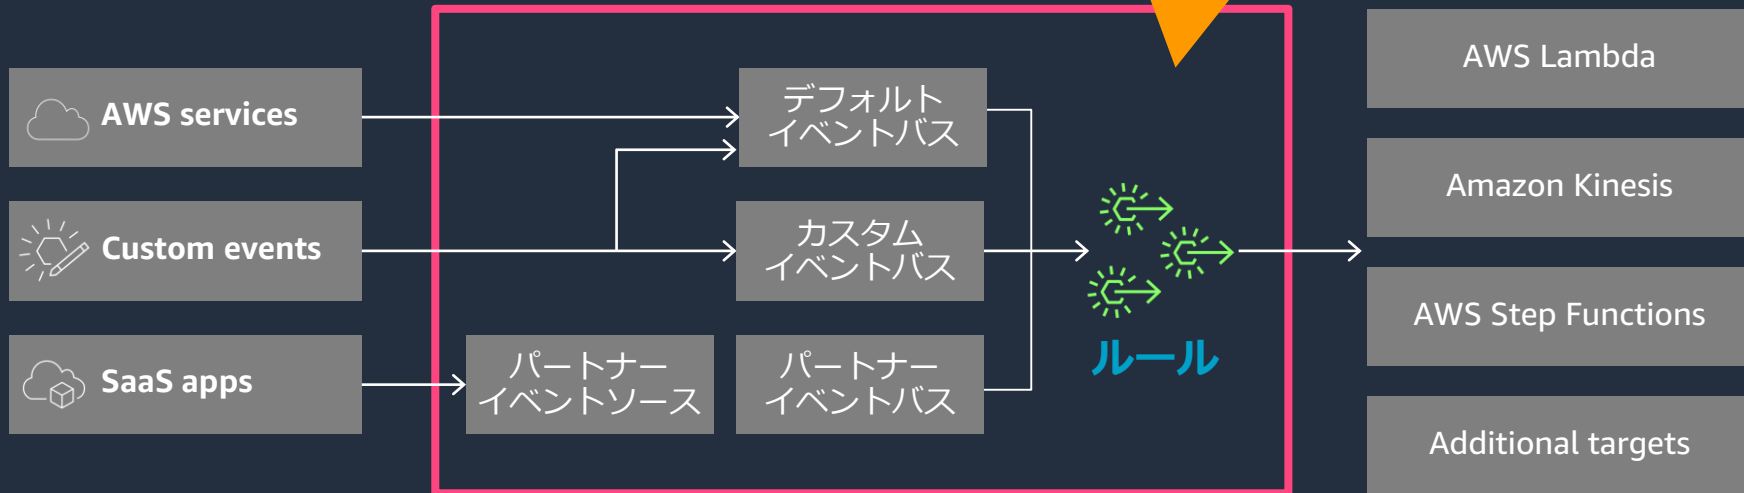 AWS services
Custom events
SaaS apps
パートナー
イベントソース
デフォルト
イベントバス
カスタム
イベントバス
パートナー
イベントバス
ルール
AWS Lambda
Amazon Kinesis
AWS Step Functions
Additional targets